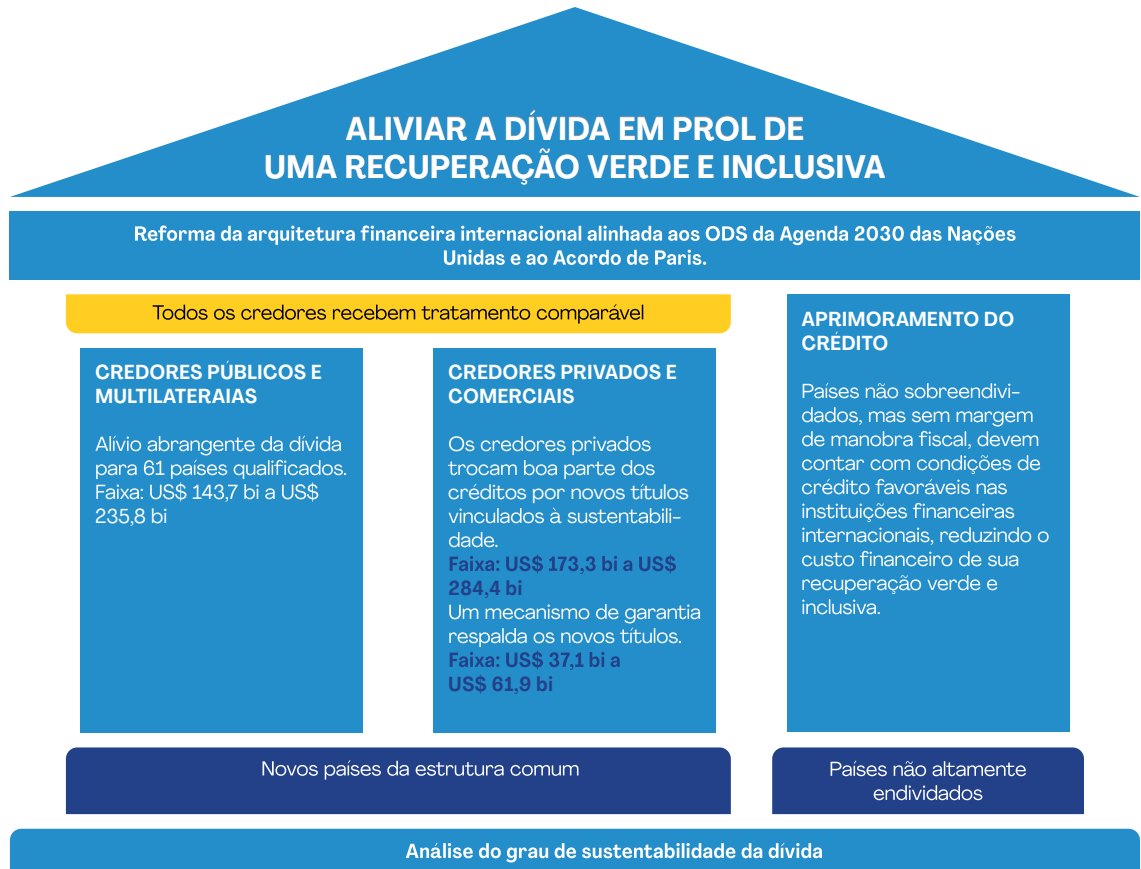 ALIVIAR A DÍVIDA EM PROL DE
UMA RECUPERAÇÃO VERDE E INCLUSIVA
Reforma da arquitetura financeira internacional alinhada aos ODS da Agenda 2030 das Nações
Unidas e ao Acordo de Paris.
Todos os credores recebem tratamento comparável
CREDORES PÚBLICOS E
MULTILATERAIAS
Alívio abrangente da dívida
para 61 países qualificados.
Faixa: US$ 143,7 bi a US$
235,8 bi
CREDORES PRIVADOS E
COMERCIAIS
Os credores privados
trocam boa parte dos
créditos por novos títulos
vinculados à sustentabili-
dade.
Faixa: US$ 173,3 bi a US$
284,4 bi
Um mecanismo de garantia
respalda os novos títulos.
Faixa: US$ 37,1 bi a
US$ 61,9 bi
APRIMORAMENTO DO
CRÉDITO
Países não sobreendivi-
dados, mas sem margem
de manobra fiscal, devem
contar com condições de
crédito favoráveis nas
instituições financeiras
internacionais, reduzindo o
custo financeiro de sua
recuperação verde e
inclusiva.
Novos países da estrutura comum
Países não altamente
endividados
Análise do grau de sustentabilidade da dívida